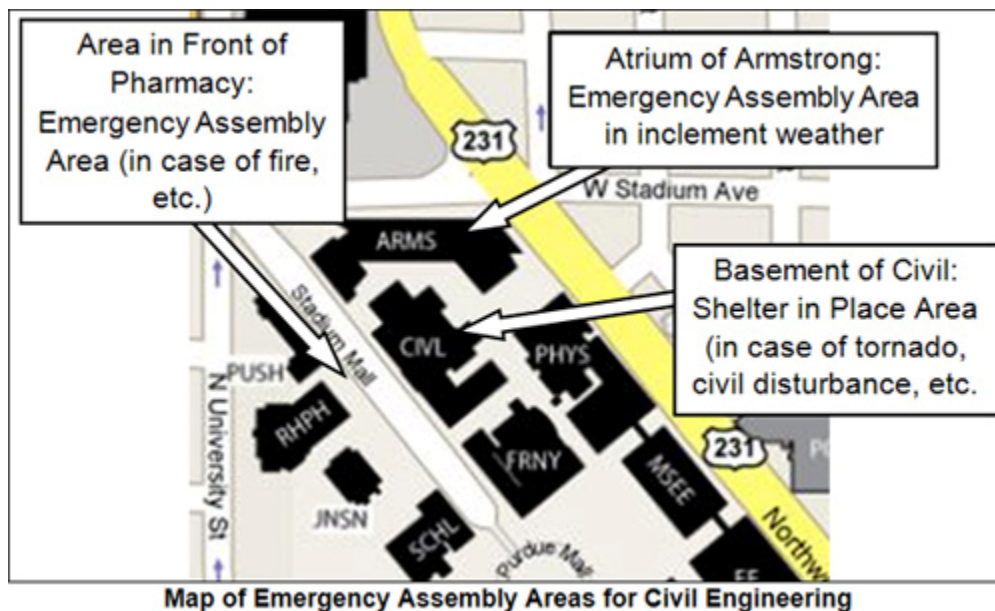 Area in Front of
Pharmacy:
Emergency Assembly
Area (in case of fire,
etc.)
Atrium of Armstrong:
Emergency Assembly Area
in inclement weather
231
W Stadium Ave
ARMS
Basement of Civil:
Shelter in Place Area
(in case of tornado,
civil disturbance, etc.
Stadium Mall
CIVL
PHYS
PUSH
RHPH
N University St
FRNY
231
MSEE
JNSN
SCHL
Purdue Mall
EE
Map of Emergency Assembly Areas for Civil Engineering